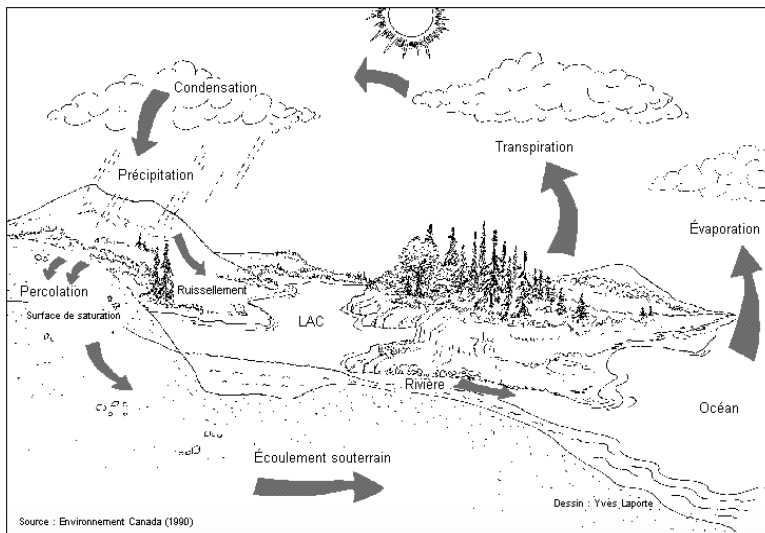 Condensation
Transpiration
Précipitation
Évaporation
Percolation
Ruissellement
Surface de saturation
LAC
Rivière
Océan
Écoulement souterrain
Dessin : Yves Laporte
Source : Environnement Canada (1990)